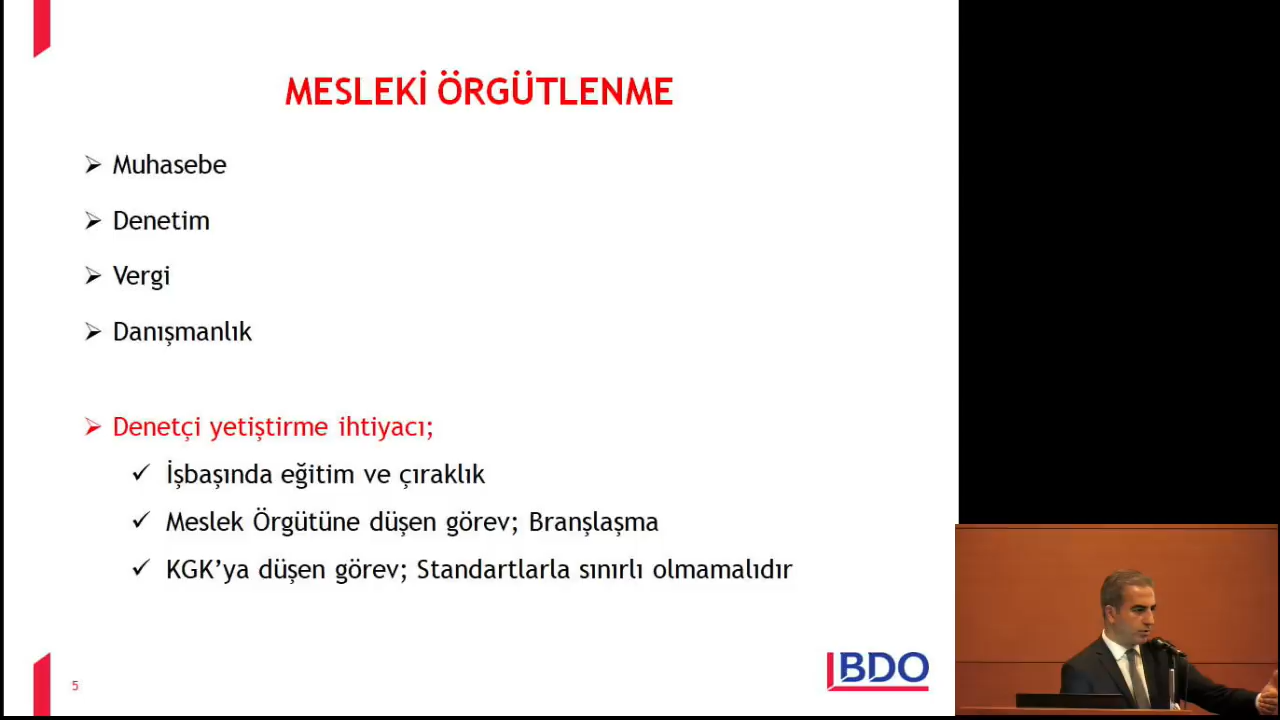 MESLEKİ ÖRGÜTLENME
Muhasebe
Denetim
Vergi
Danışmanlık
Denetçi yetiştirme ihtiyacı;
İşbaşında eğitim ve çıraklık
Meslek Örgütüne düşen görev; Branşlaşma
KGK’ya düşen görev; Standartlarla sınırlı olmamalıdır
5
BDO